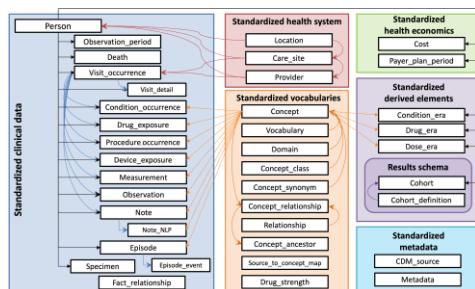 Standardized clinical data
Person
Observation_period
Death
Visit_occurrence
Visit_detail
Condition_occurrence
Drug_exposure
Procedure occurrence
Device_exposure
Measurement
Observation
Note
Note_NLP
Episode
Specimen
Episode_event
Fact_relationship
Standardized health system
Location
Care_site
Provider
Standardized vocabularies
Concept
Vocabulary
Domain
Concept_class
Concept_synonym
Concept_relationship
Relationship
Concept_ancestor
Source_to_concept_map
Drug_strength
Standardized
health economics
Cost
Payer_plan_period
Standardized
derived elements
Condition_era
Drug_era
Dose_era
Results schema
Cohort
Cohort_definition
Standardized
metadata
CDM_source
Metadata